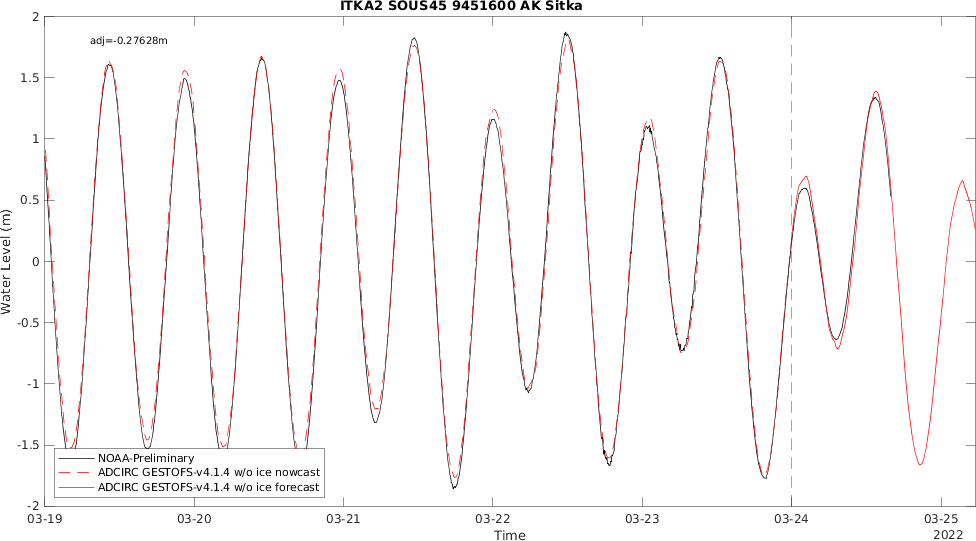 ITKA2 SOUS45 9451600 AK Sitka
adj=-0.27628m
2
1.5
1
0.5
0
-0.5
-1
-1.5
-2
Water Level (m)
NOAA-Preliminary
ADCIRC GESTOFS-v4.1.4 w/o ice nowcast
ADCIRC GESTOFS-v4.1.4 w/o ice forecast
03-19 03-20 03-21 03-22 03-23 03-24 03-25
Time
2022